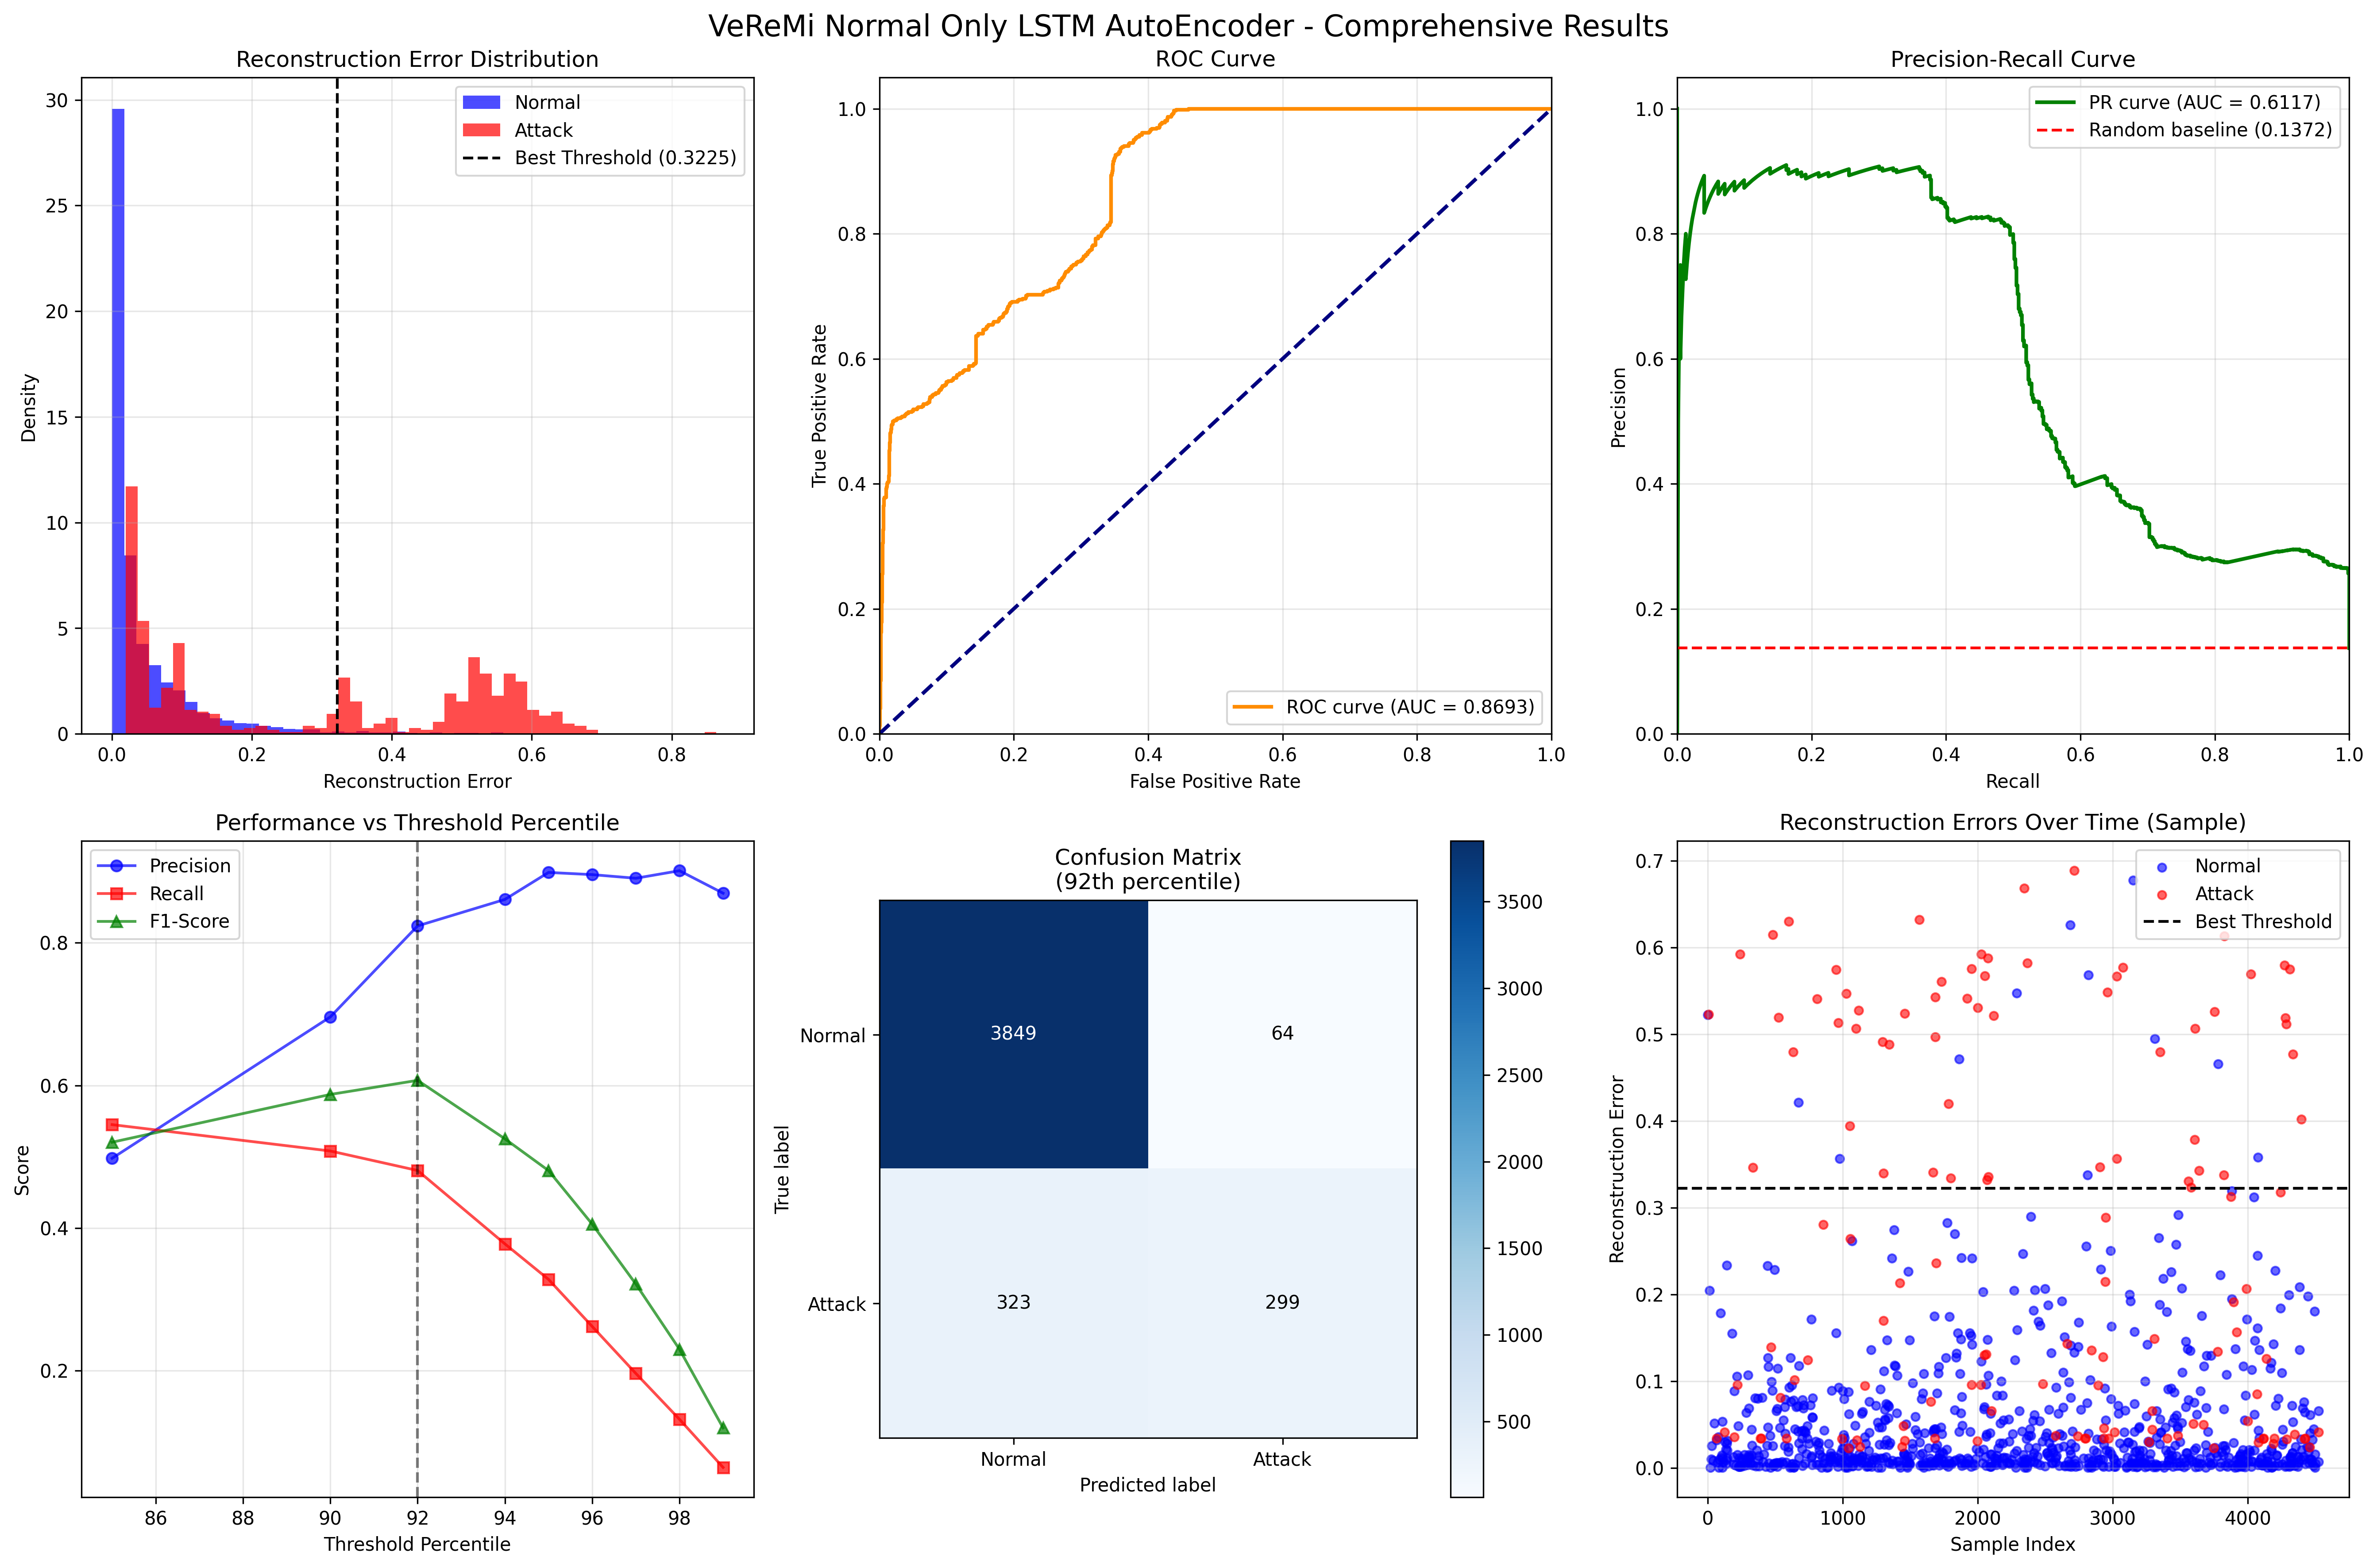 VeReMi Normal Only LSTM AutoEncoder - Comprehensive Results
Reconstruction Error Distribution
Normal
Attack
Best Threshold (0.3225)
30
25
20
15
10
5
0
Density
0.0 0.2 0.4 0.6 0.8
Reconstruction Error
ROC Curve
1.0
0.8
0.6
0.4
0.2
0.0
True Positive Rate
ROC curve (AUC = 0.8693)
0.0 0.2 0.4 0.6 0.8 1.0
False Positive Rate
Precision-Recall Curve
PR curve (AUC = 0.6117)
Random baseline (0.1372)
1.0
0.8
0.6
0.4
0.2
0.0
Precision
0.0 0.2 0.4 0.6 0.8 1.0
Recall
Performance vs Threshold Percentile
Precision
Recall
F1-Score
0.8
0.6
0.4
0.2
Score
86 88 90 92 94 96 98
Threshold Percentile
Confusion Matrix
(92th percentile)
True label
Normal
3849 64
Attack
323 299
Normal Attack
Predicted label
3500
3000
2500
2000
1500
1000
500
Reconstruction Errors Over Time (Sample)
Normal
Attack
Best Threshold
0.7
0.6
0.5
0.4
0.3
0.2
0.1
0.0
Reconstruction Error
0 1000 2000 3000 4000
Sample Index